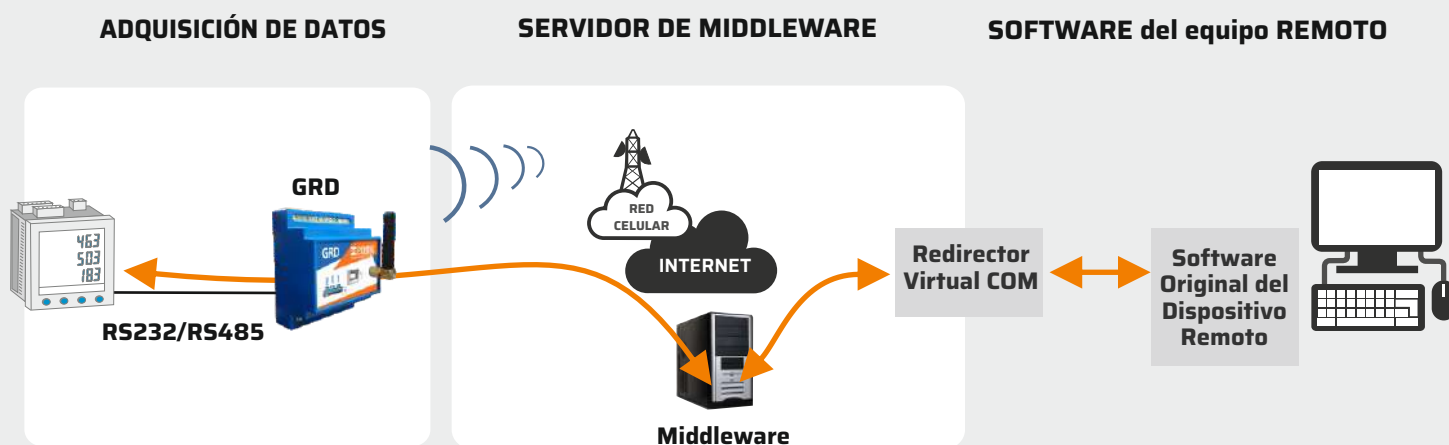 ADQUISICIÓN DE DATOS
SERVIDOR DE MIDDLEWARE
SOFTWARE del equipo REMOTO
GRD
463
503
183
GRD
RS232/RS485
RED
CELULAR
INTERNET
Middleware
Redirector
Virtual COM
Software
Original del
Dispositivo
Remoto